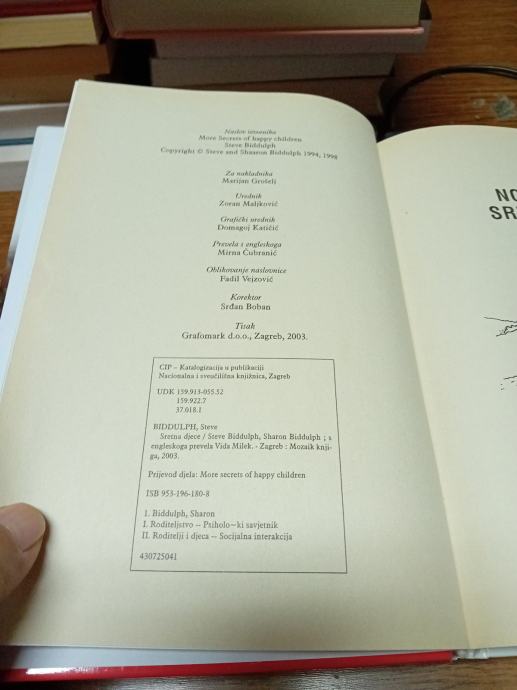 Naslov izvornika
More Secrets of happy children
Steve Biddulph
Copyright © Steve and Shaaron Biddulph 1994, 1998
Za nakladnika
Marijan Grošelj
Urednik
Zoran Maljković
Grafički urednik
Domagoj Katičić
Prevela s engleskoga
Mirna Čubranić
Oblikovanje naslovnice
Fadil Vejzović
Korektor
Srđan Boban
Tisak
Grafomark d.o.o., Zagreb, 2003.
CIP – Katalogizacija u publikaciji
Nacionalna i sveučilišna knjižnica, Zagreb
UDK 159.913-055.52
159.922.7
37.018.1
BIDDULPH, Steve
Sretna djece / Steve Biddulph, Sharon Biddulph ; s
engleskoga prevela Vida Milek. - Zagreb : Mozaik knji-
ga, 2003.
Prijevod djela: More secrets of happy children
ISB 953-196-180-8
1. Biddulph, Sharon
I. Roditeljstvo -- Psiholo~ki savjetnik
II. Roditelji i djeca -- Socijalna interakcija
430725041
NO
SR